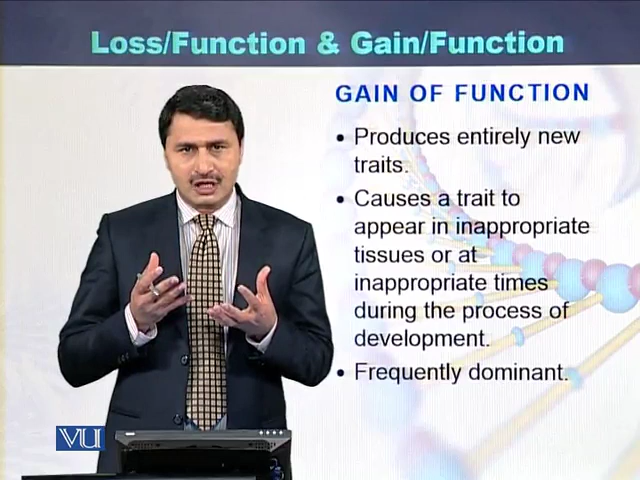 Loss/Function & Gain/Function
GAIN OF FUNCTION
• Produces entirely new
traits.
• Causes a trait to
appear in inappropriate
tissues or at
inappropriate times
during the process of
development.
• Frequently dominant.
VU